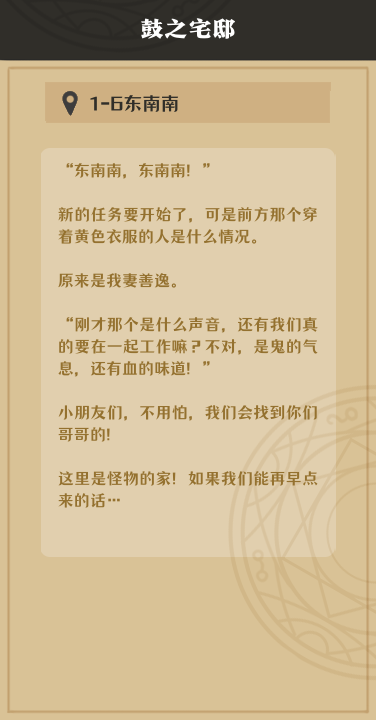 鼓之宅邸
1-6东南南
“东南南，东南南！”
新的任务要开始了，可是前方那个穿
着黄色衣服的人是什么情况。
原来是我妻善逸。
“刚才那个是什么声音，还有我们真
的要在一起工作嘛？不对，是鬼的气
息，还有血的味道！”
小朋友们，不用怕，我们会找到你们
哥哥的!
这里是怪物的家！如果我们能再早点
来的话…